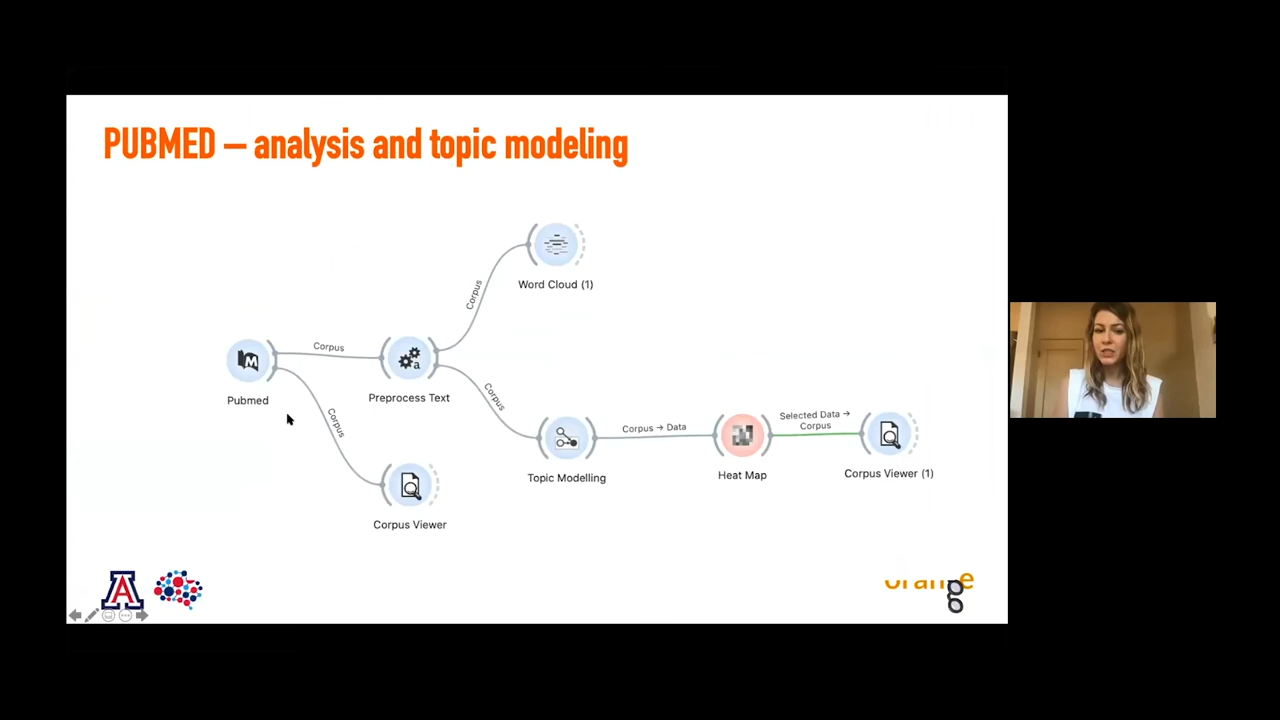 PUBMED – analysis and topic modeling
Word Cloud (1)
Corpus
Corpus
Pubmed
Preprocess Text
Corpus
Corpus
Topic Modelling
Corpus → Data
Heat Map
Selected Data →
Corpus
Corpus Viewer (1)
Corpus Viewer
A
orange